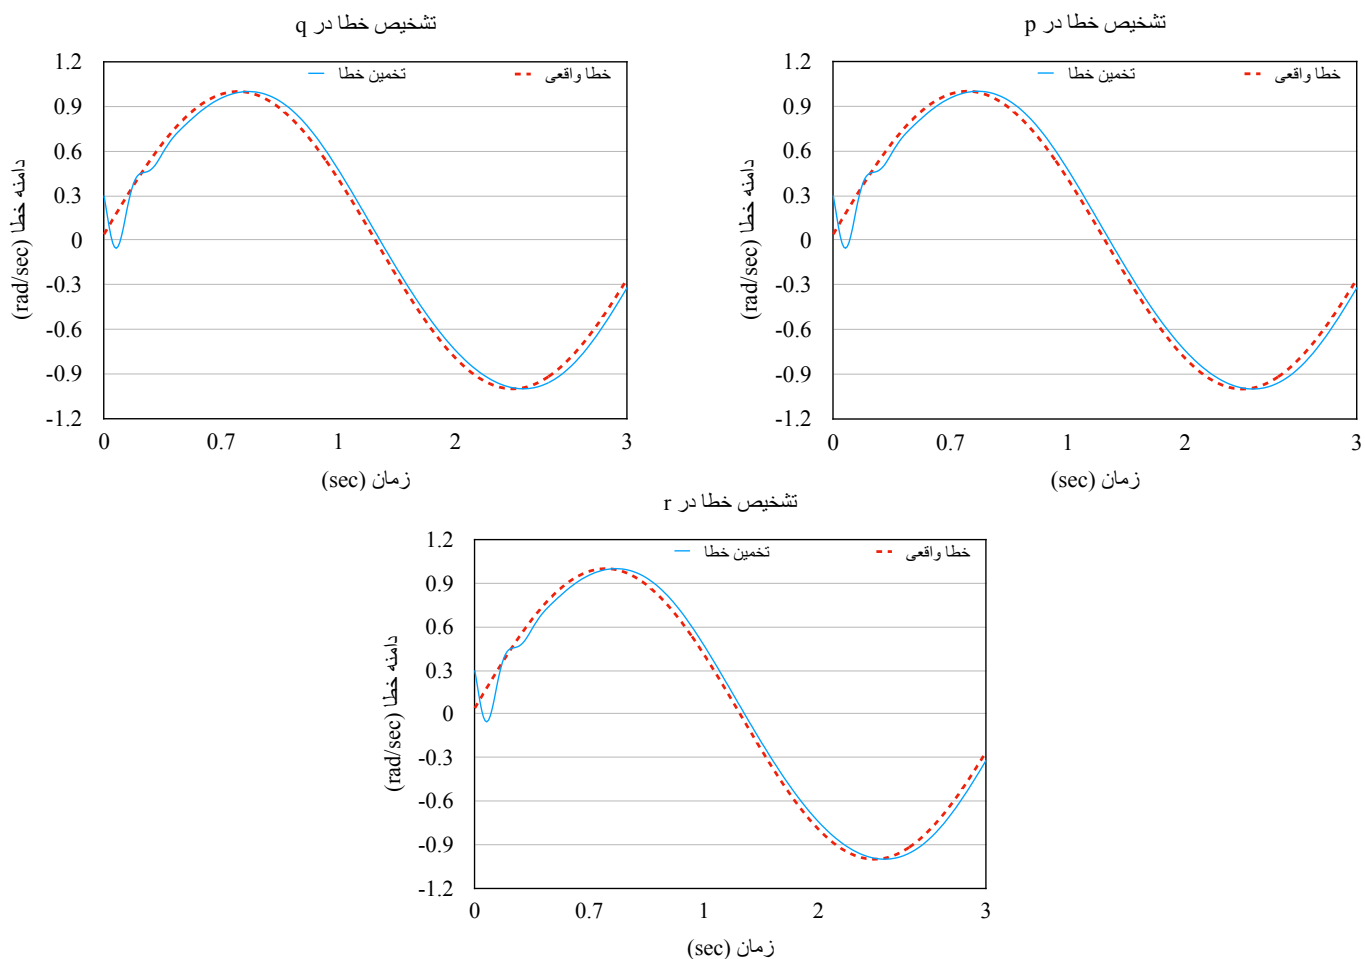 تشخیص خطا در q
تخمین خطا
خطا واقعی
1.2
0.9
0.6
0.3
0
-0.3
-0.6
-0.9
-1.2
دامنه خطا (rad/sec)
0 0.7 1 2 3
زمان (sec)
تشخیص خطا در p
تخمین خطا
خطا واقعی
1.2
0.9
0.6
0.3
0
-0.3
-0.6
-0.9
-1.2
دامنه خطا (rad/sec)
0 0.7 1 2 3
زمان (sec)
تشخیص خطا در r
تخمین خطا
خطا واقعی
1.2
0.9
0.6
0.3
0
-0.3
-0.6
-0.9
-1.2
دامنه خطا (rad/sec)
0 0.7 1 2 3
زمان (sec)